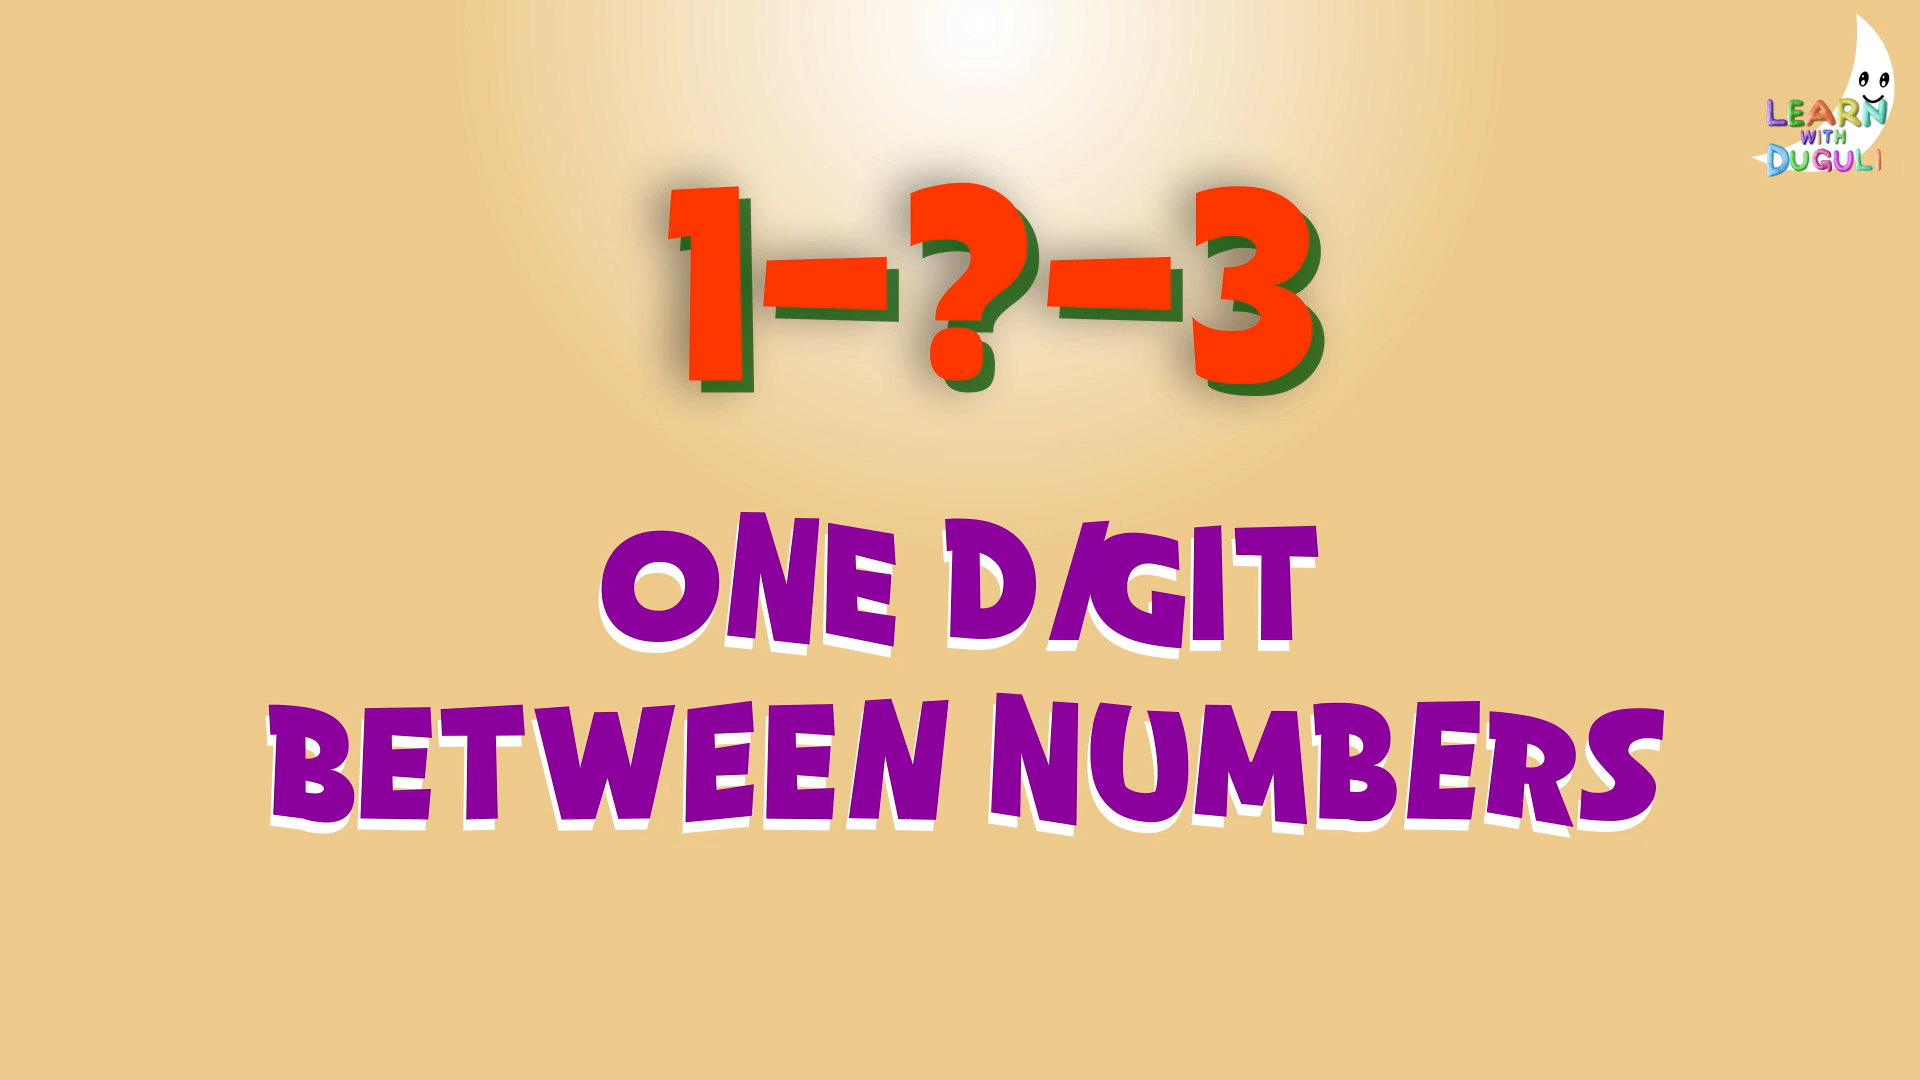 LEARN
WITH
DUGULI
1-?-3
ONE DIGIT
BETWEEN NUMBERS